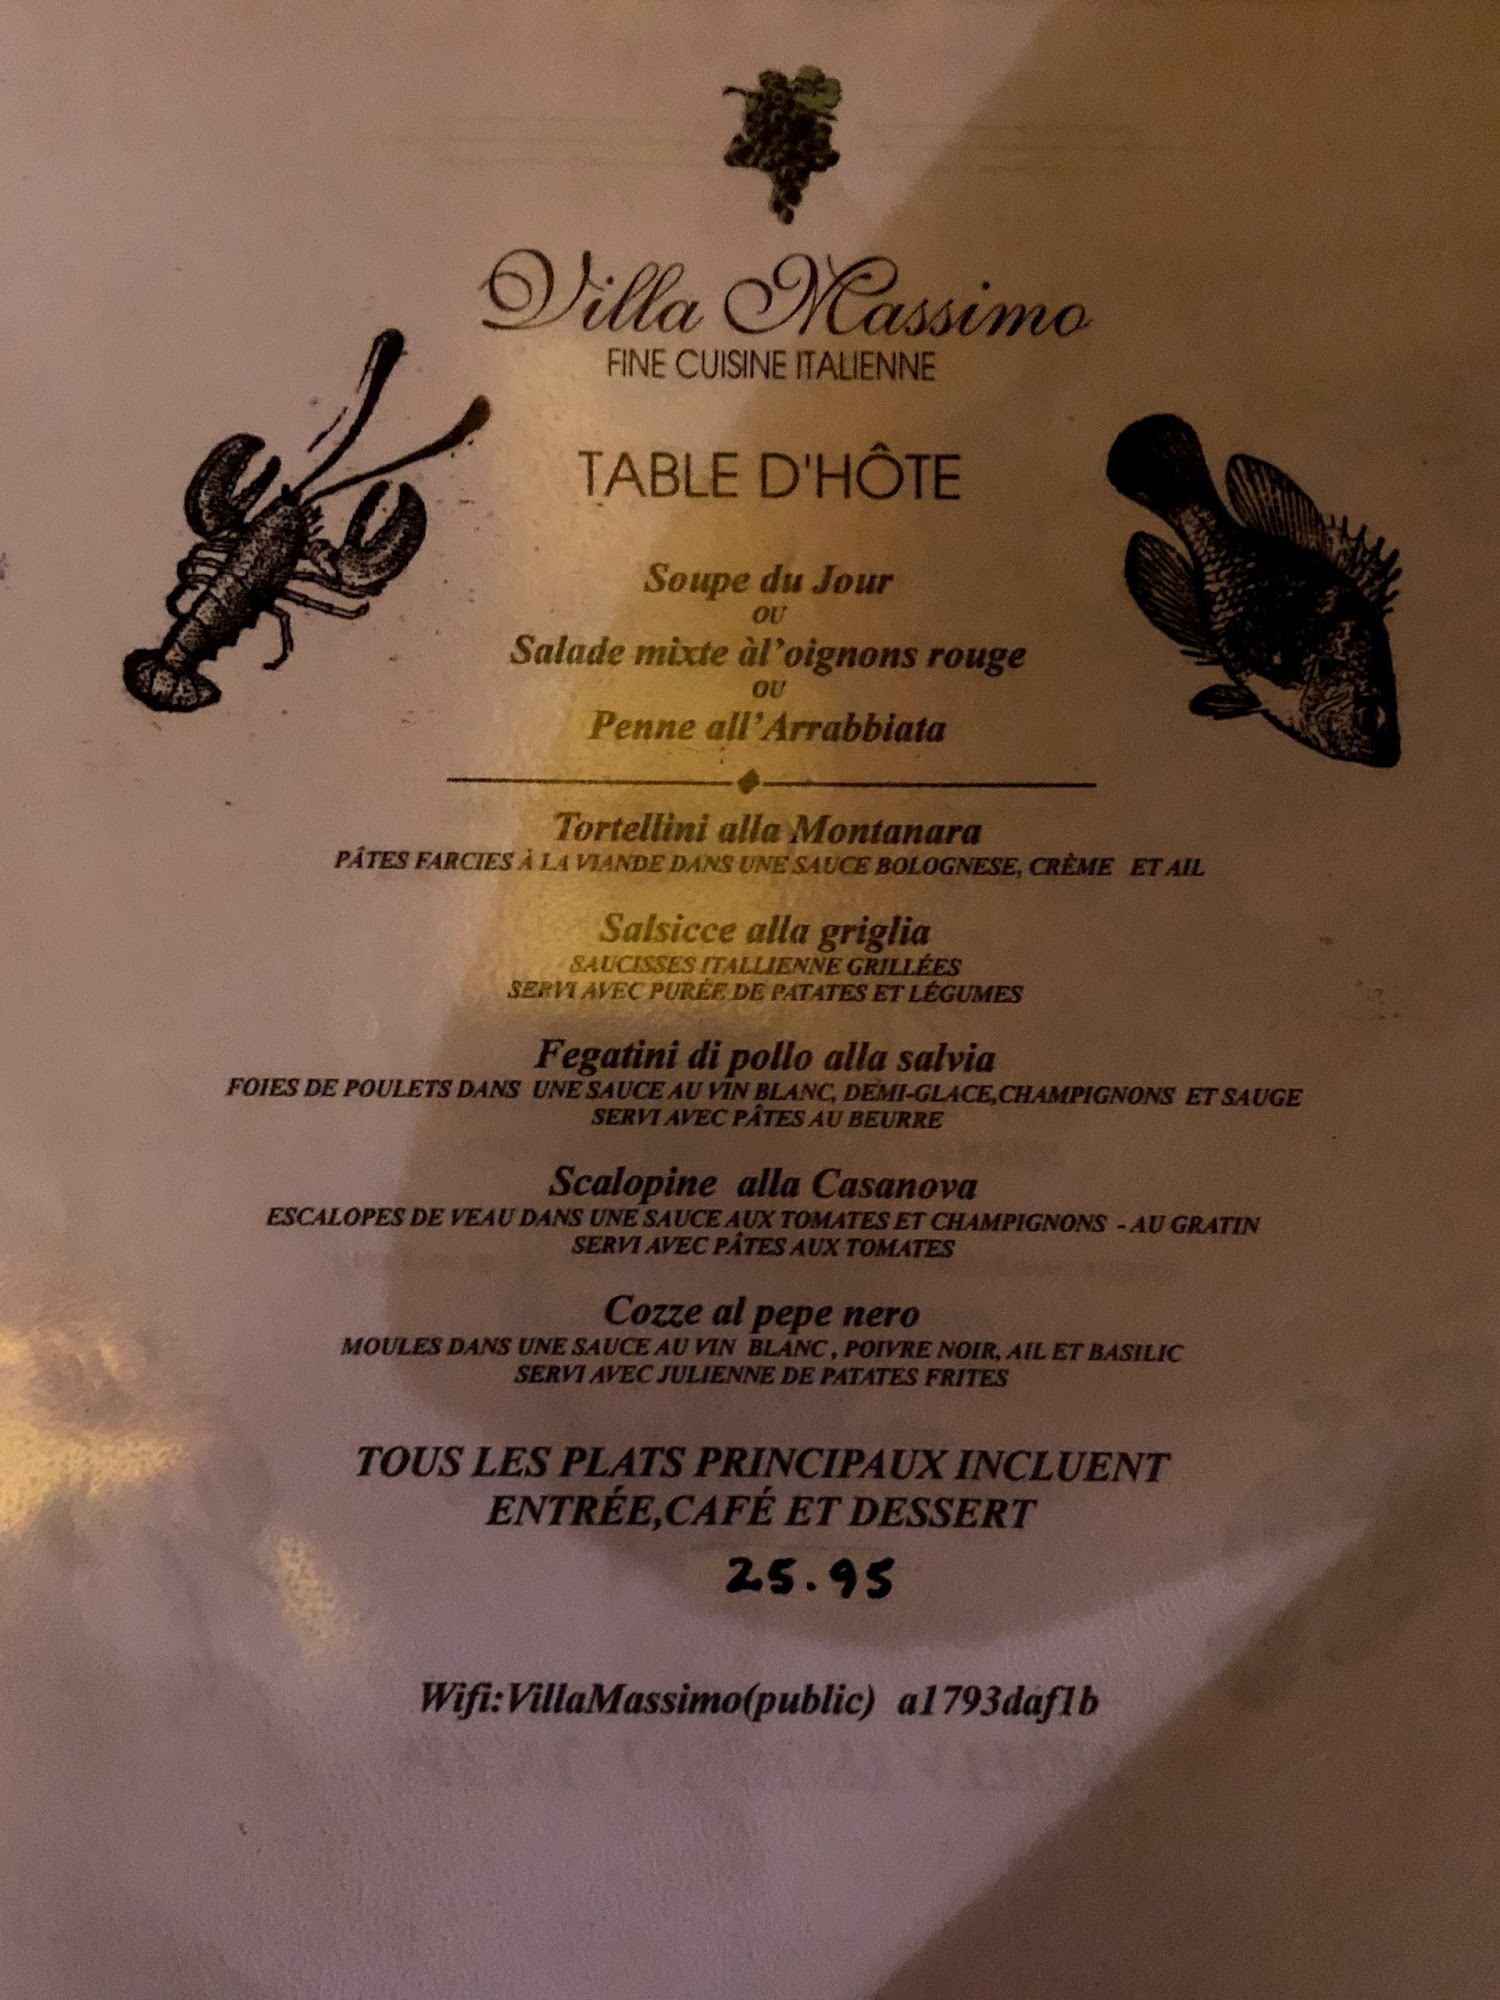 Villa Massimo
FINE CUISINE ITALIENNE
TABLE D'HÔTE
Soupe du Jour
OU
Salade mixte àl'oignons rouge
OU
Penne all'Arrabbiata
Tortellini alla Montanara
PÂTES FARCIES À LA VIANDE DANS UNE SAUCE BOLOGNESE, CRÈME ET AIL
Salsicce alla griglia
SAUCISSES ITALLIENNE GRILLÉES
SERVI AVEC PURÉE DE PATATES ET LÉGUMES
Fegatini di pollo alla salvia
FOIES DE POULETS DANS UNE SAUCE AU VIN BLANC, DEMI-GLACE,CHAMPIGNONS ET SAUGE
SERVI AVEC PÂTES AU BEURRE
Scalopine alla Casanova
ESCALOPES DE VEAU DANS UNE SAUCE AUX TOMATES ET CHAMPIGNONS - AU GRATIN
SERVI AVEC PÂTES AUX TOMATES
Cozze al pepe nero
MOULES DANS UNE SAUCE AU VIN BLANC , POIVRE NOIR, AIL ET BASILIC
SERVI AVEC JULIENNE DE PATATES FRITES
TOUS LES PLATS PRINCIPAUX INCLUENT
ENTRÉE,CAFÉ ET DESSERT
25.95
Wifi:VillaMassimo(public) a1793daf1b